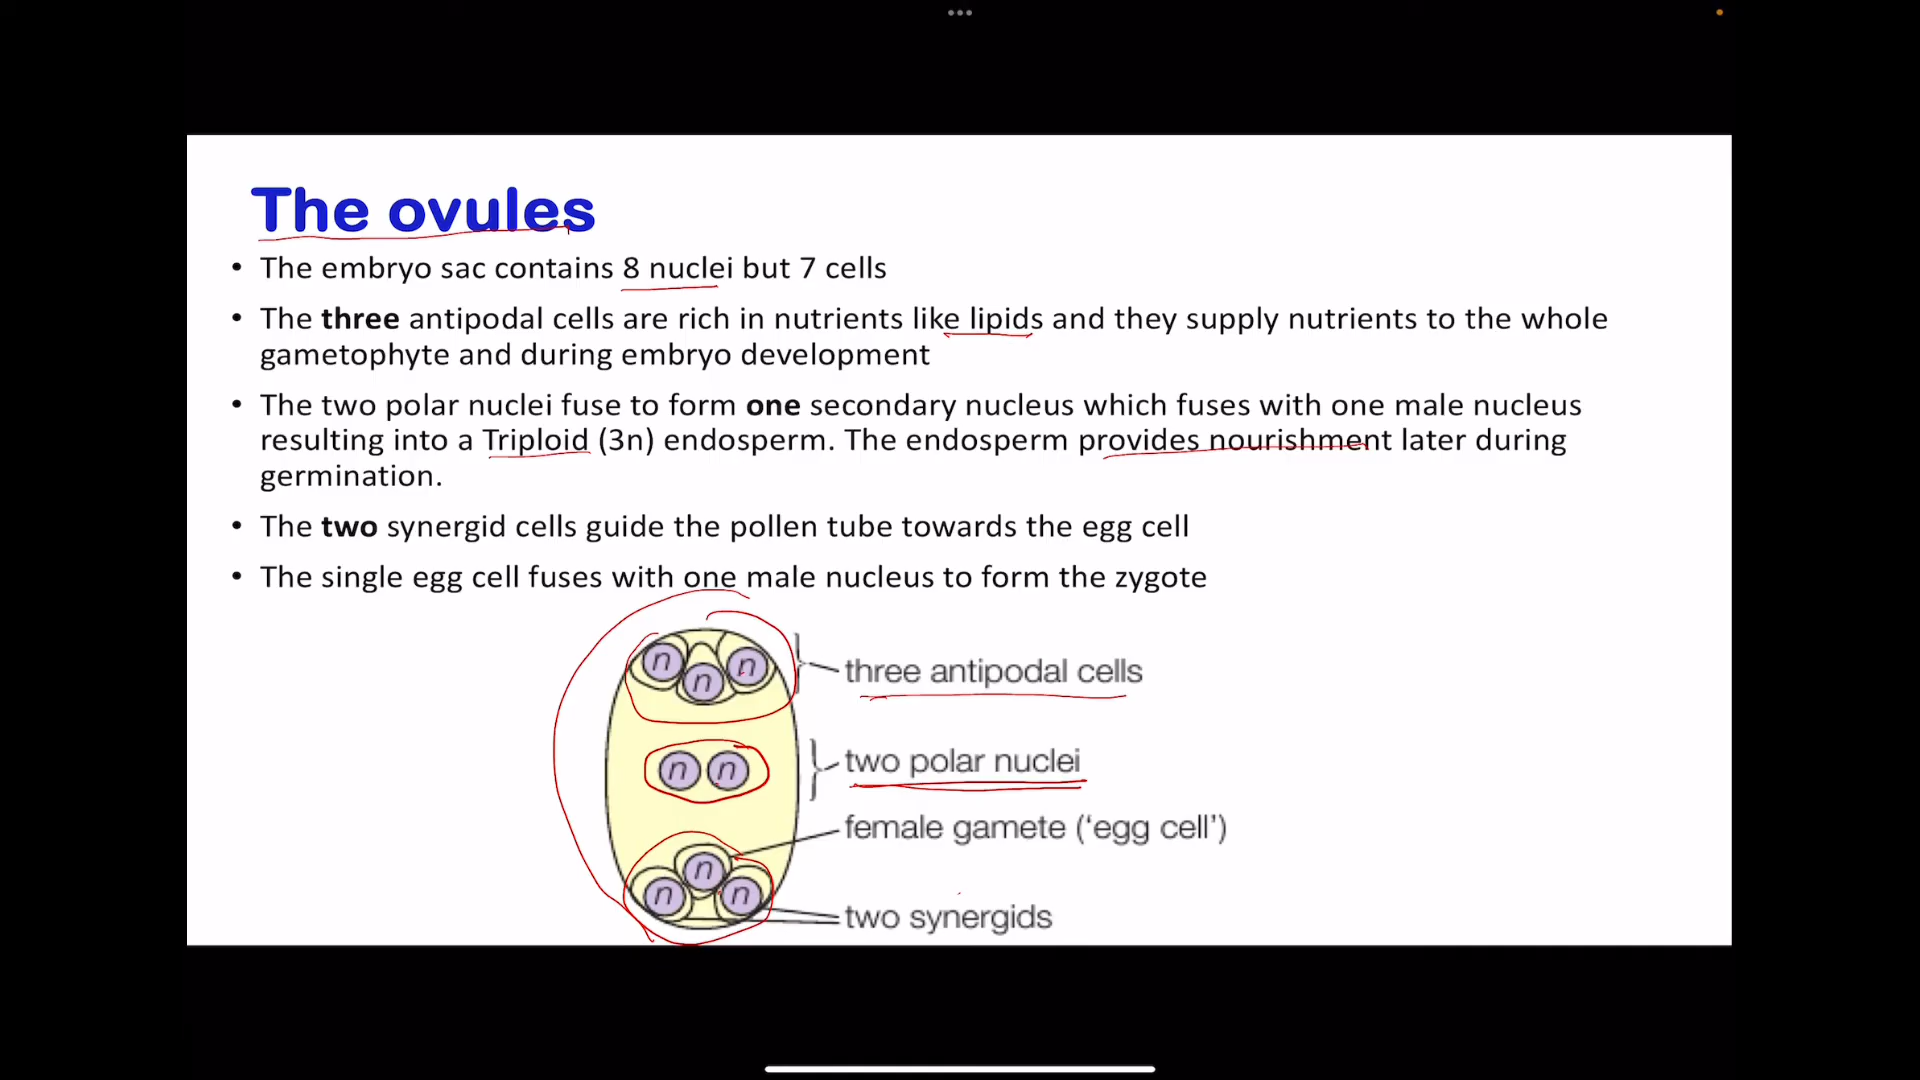 The ovules
• The embryo sac contains 8 nuclei but 7 cells
• The three antipodal cells are rich in nutrients like lipids and they supply nutrients to the whole
gametophyte and during embryo development
• The two polar nuclei fuse to form one secondary nucleus which fuses with one male nucleus
resulting into a Triploid (3n) endosperm. The endosperm provides nourishment later during
germination.
• The two synergid cells guide the pollen tube towards the egg cell
• The single egg cell fuses with one male nucleus to form the zygote
n n n
three antipodal cells
n n
two polar nuclei
female gamete (‘egg cell’)
n n n
two synergids